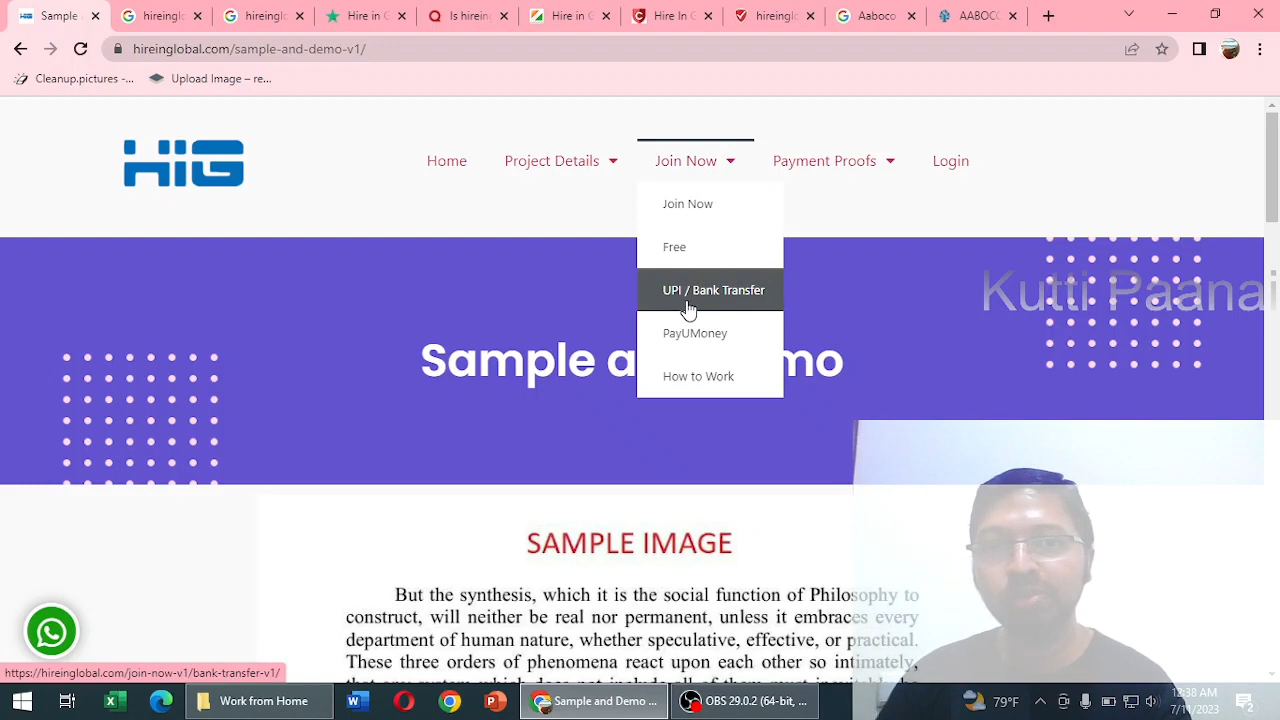 Sample
hireingl
Hire in G
Is hirein
Hire in G
hireingl
hireingl
Aaboco
AABOCC
hireinglobal.com/sample-and-demo-v1/
Cleanup.pictures -...
Upload Image – re...
HIG
Home
Project Details
Join Now
Payment Proofs
Login
Join Now
Free
UPI / Bank Transfer
PayUMoney
How to Work
Kutti Paanai
Sample a
mo
SAMPLE IMAGE
But the synthesis, which it is the social function of Philosophy to
construct, will neither be real nor permanent, unless it embraces every
department of human nature, whether speculative, effective, or practical.
These three orders of phenomena react upon each other so intimately,
https://hireinglobal.com/join-now-v1/bank-transfer-v1/
Work from Home
Sample and Demo ...
OBS 29.0.2 (64-bit, ...
79°F
12:38 AM
7/11/2023
2